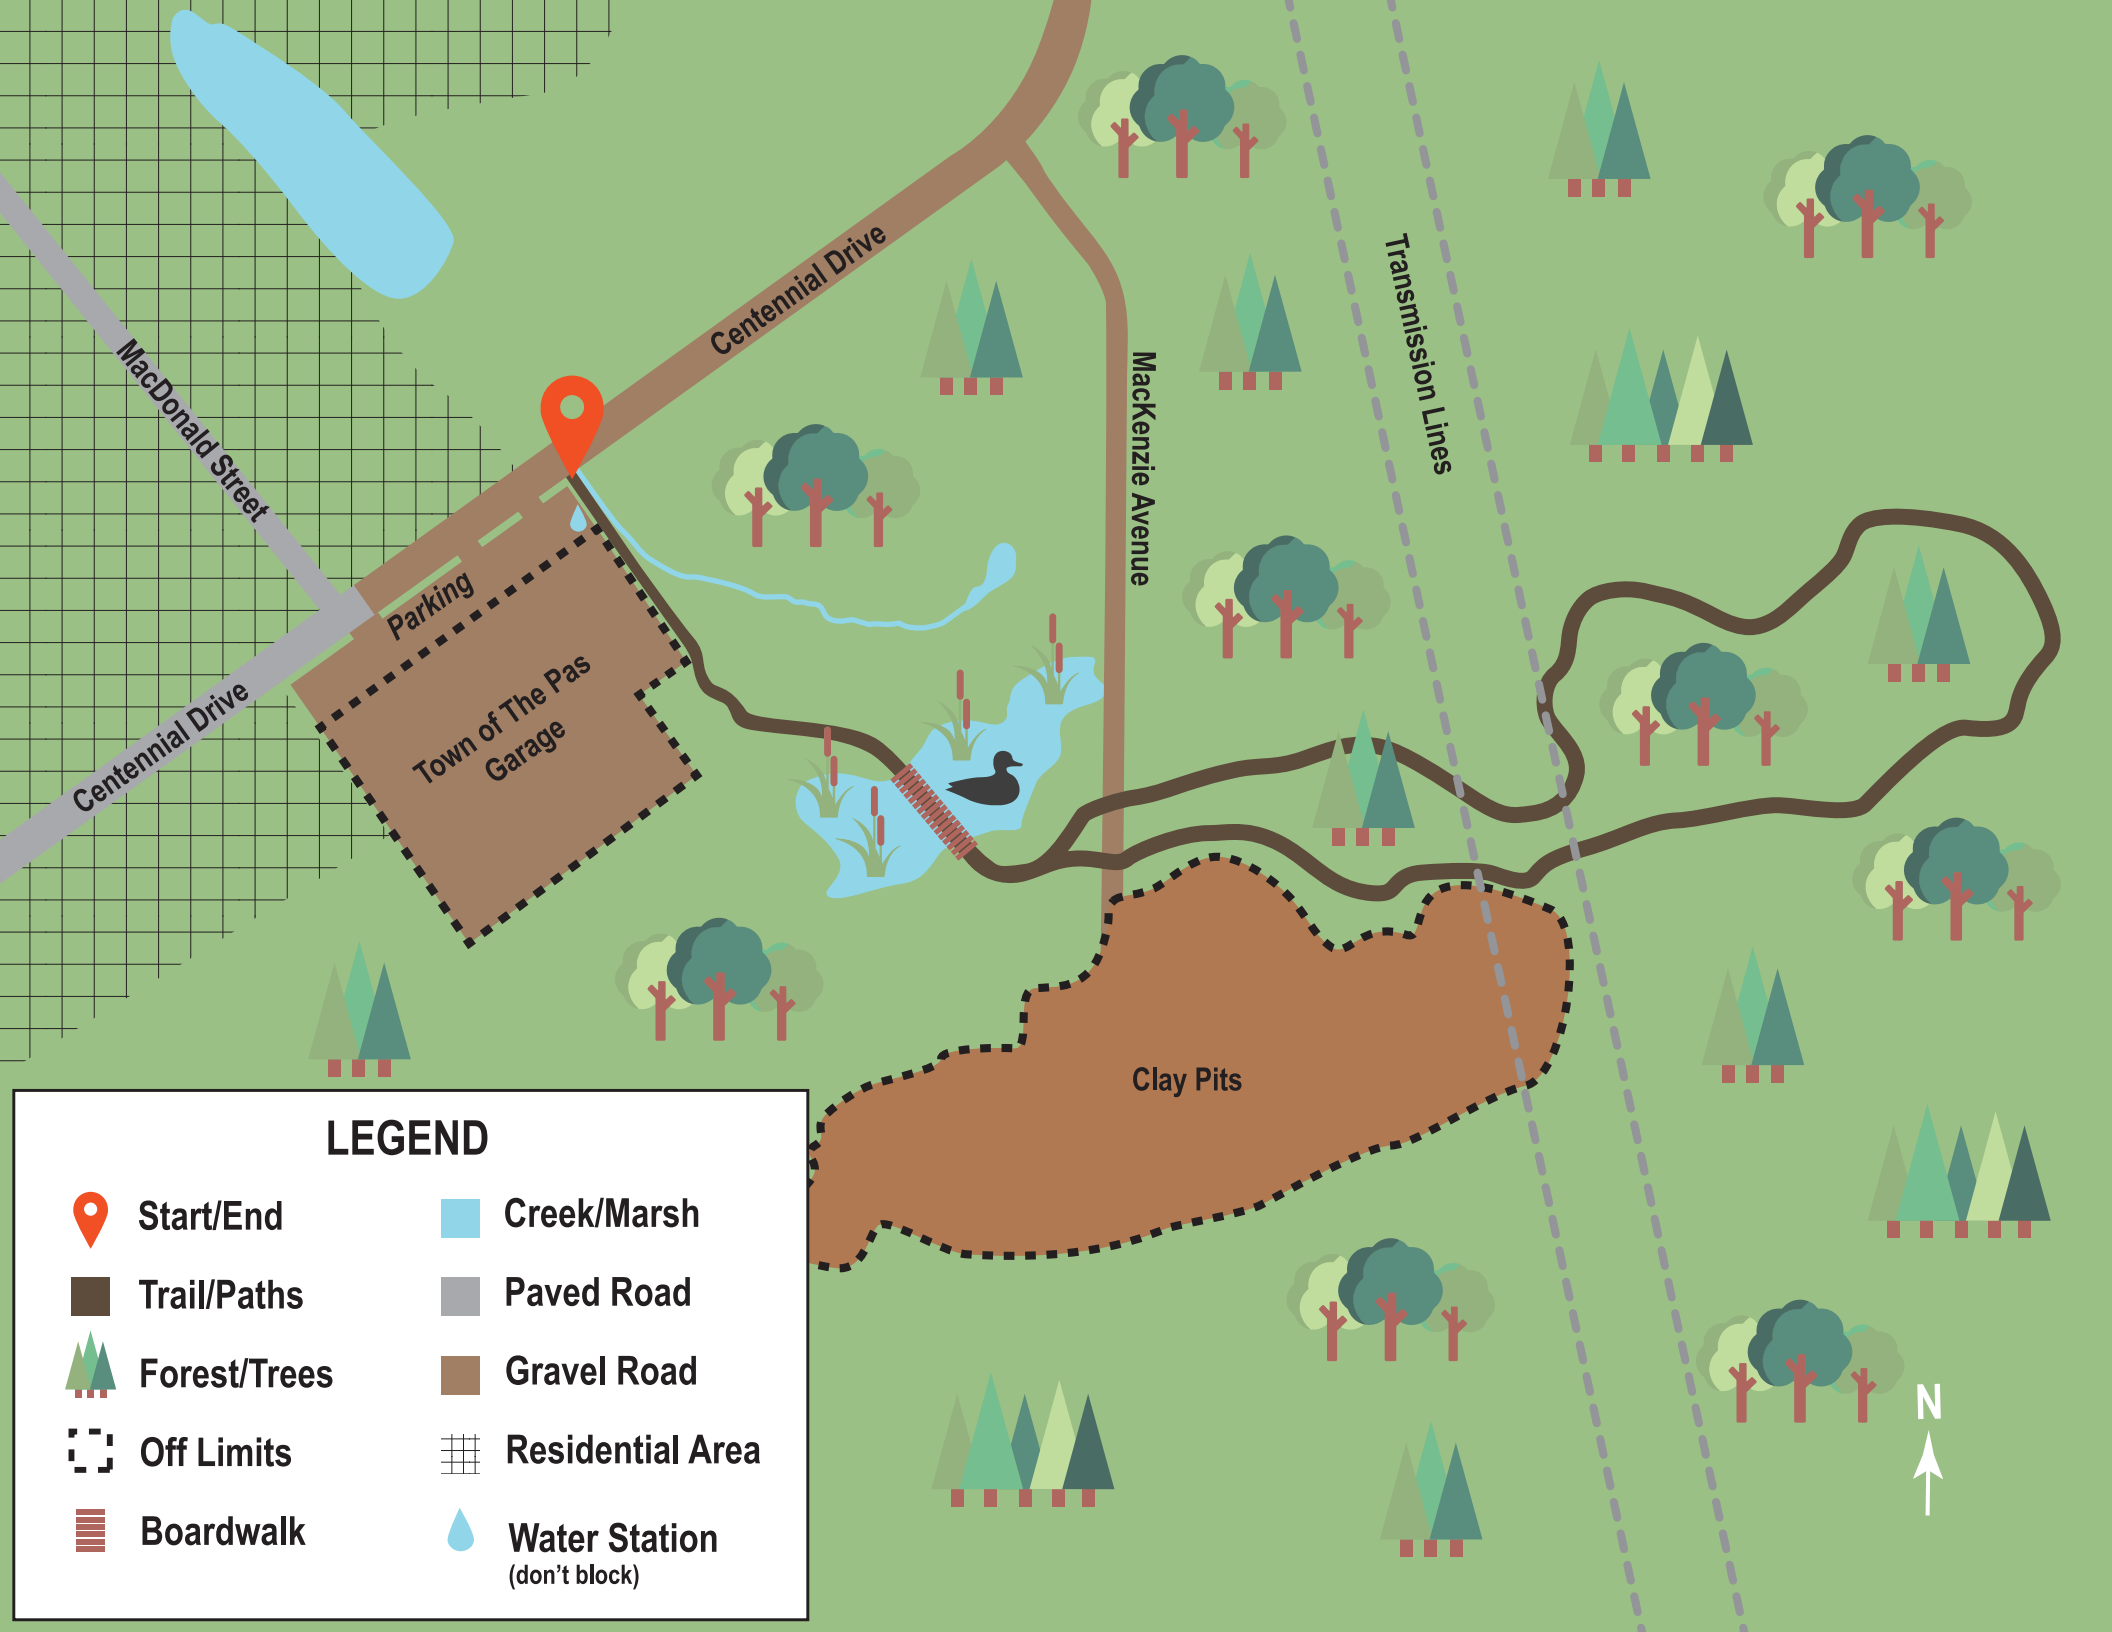 Centennial Drive
MacDonald Street
MacKenzie Avenue
Transmission Lines
Parking
Town of The Pas
Garage
Centennial Drive
Clay Pits
LEGEND
Start/End
Trail/Paths
Forest/Trees
Off Limits
Boardwalk
Creek/Marsh
Paved Road
Gravel Road
Residential Area
Water Station
(don't block)
N